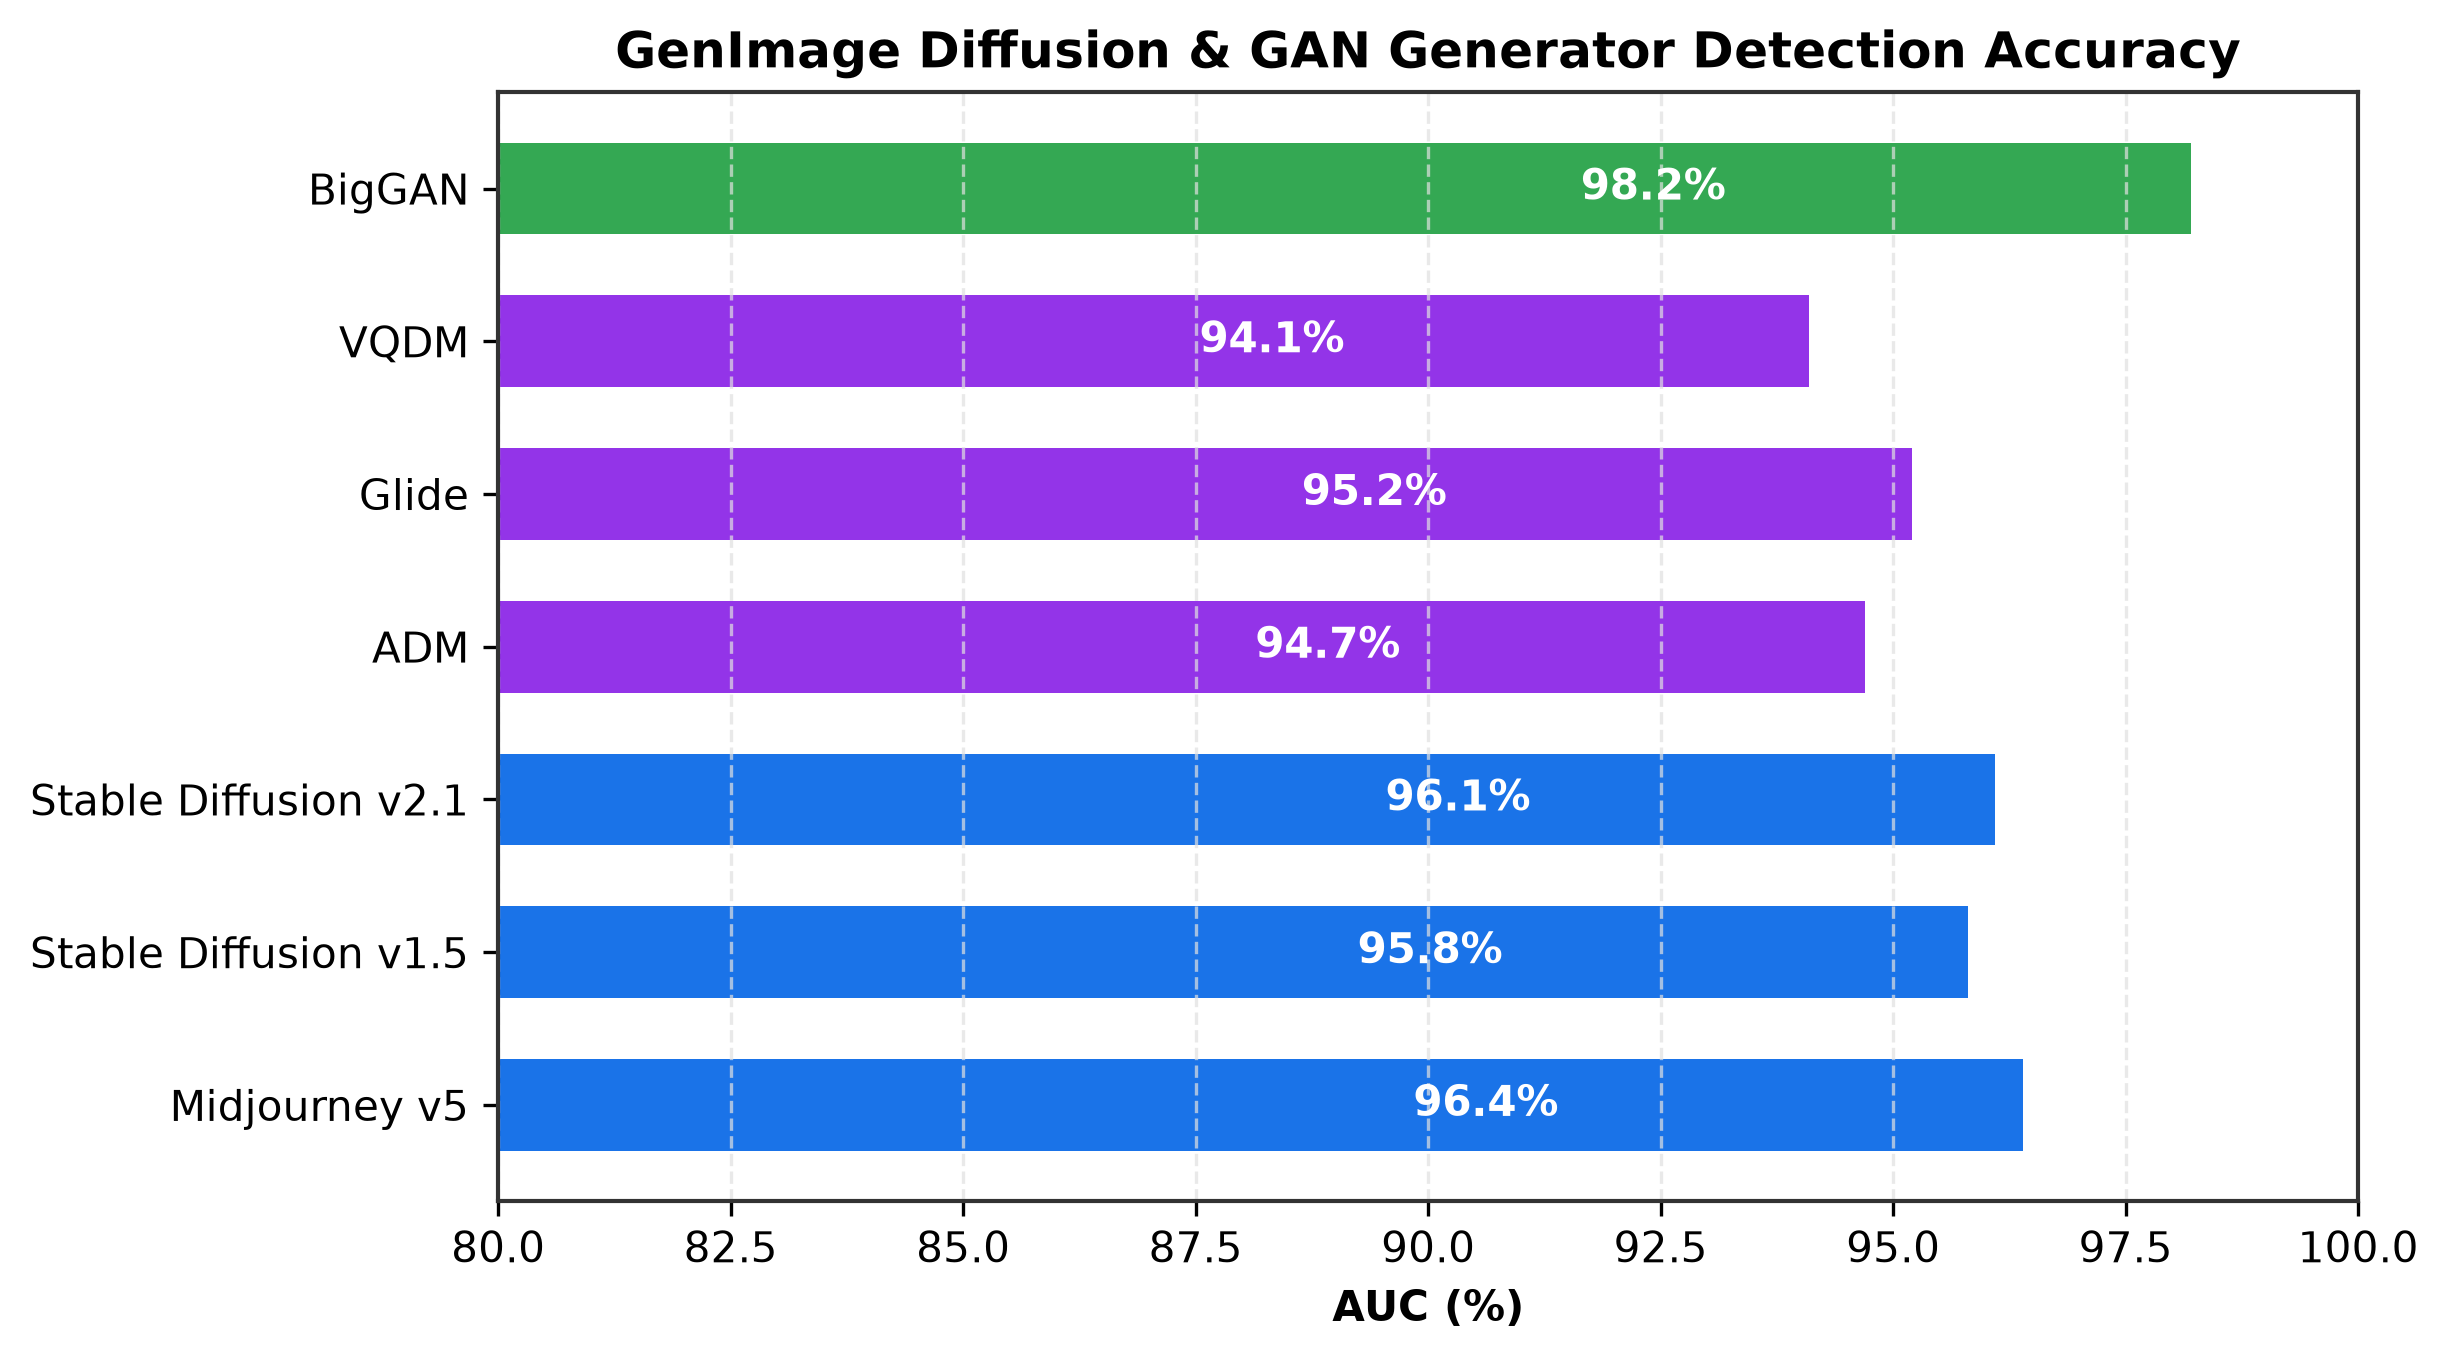 GenImage Diffusion & GAN Generator Detection Accuracy
BigGAN 98.2%
VQDM 94.1%
Glide 95.2%
ADM 94.7%
Stable Diffusion v2.1 96.1%
Stable Diffusion v1.5 95.8%
Midjourney v5 96.4%
80.0 82.5 85.0 87.5 90.0 92.5 95.0 97.5 100.0
AUC (%)